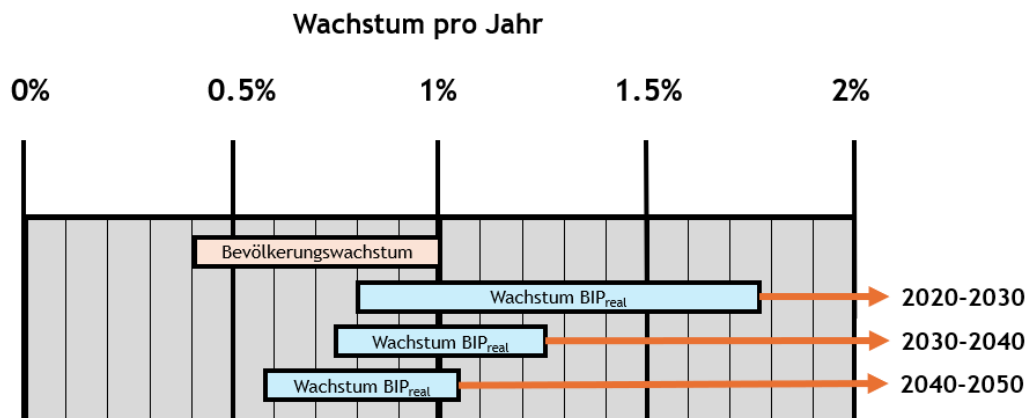 Wachstum pro Jahr
0% 0.5% 1% 1.5% 2%
Bevölkerungswachstum
Wachstum BIPreal 2020-2030
Wachstum BIPreal 2030-2040
Wachstum BIPreal 2040-2050